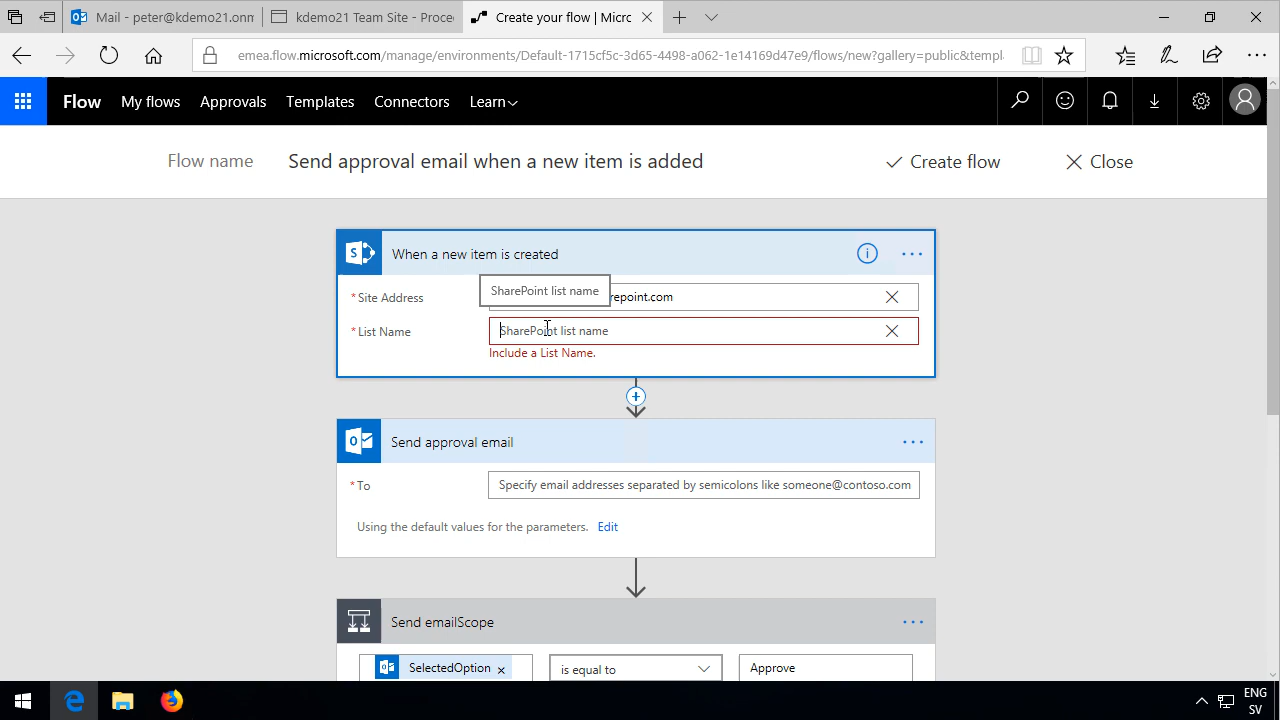 Mail - peter@kdemo21.onm
kdemo21 Team Site - Proce
Create your flow | Micrc
emea.flow.microsoft.com/manage/environments/Default-1715cf5c-3d65-4498-a062-1e14169d47e9/flows/new?gallery=public&templ
Flow
My flows
Approvals
Templates
Connectors
Learn
Flow name
Send approval email when a new item is added
Create flow
Close
S
When a new item is created
i
SharePoint list name
*Site Address
repoint.com
*List Name
SharePoint list name
Include a List Name.
Send approval email
*To
Specify email addresses separated by semicolons like someone@contoso.com
Using the default values for the parameters. Edit
Send emailScope
SelectedOption ×
is equal to
Approve
ENG
SV